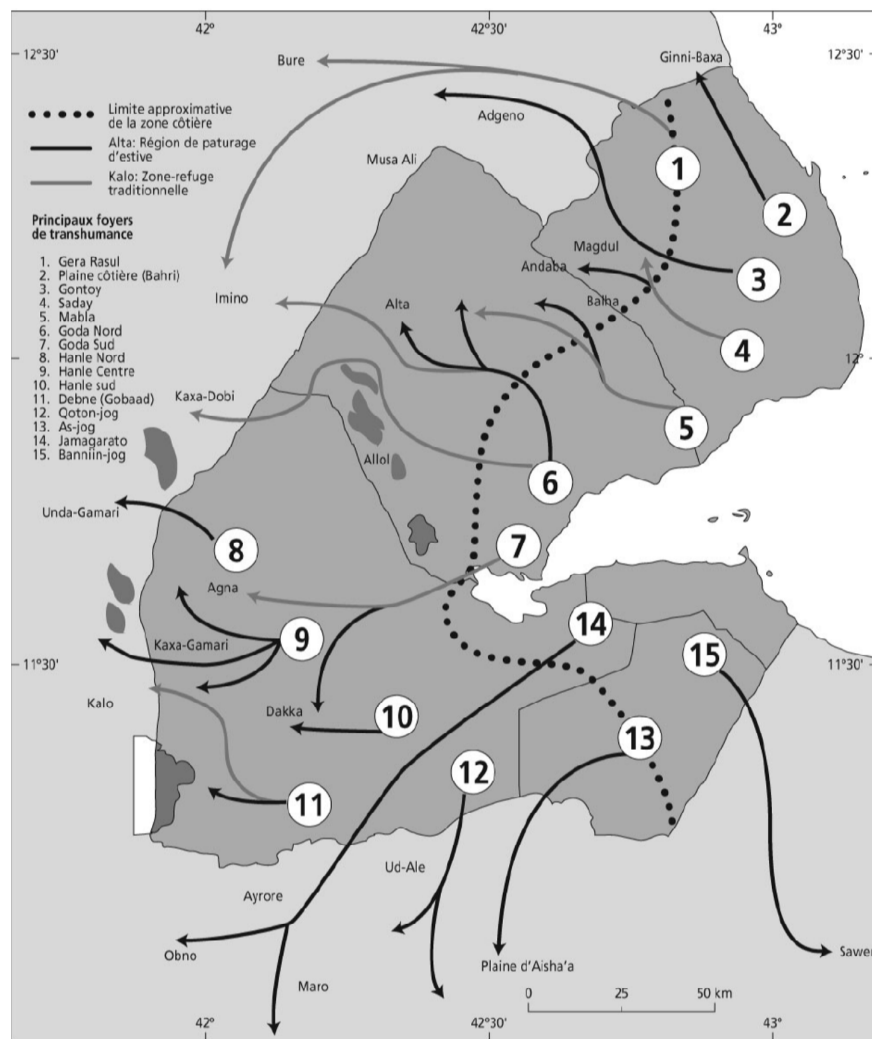 42°
42°30'
43°
12°30'
12°30'
Bure
Ginni-Baxa
Limite approximative
de la zone côtière
Alta: Région de paturage
d'estive
Kalo: Zone-refuge
traditionnelle
Adgeno
Musa Ali
1
2
Principaux foyers
de transhumance
1. Gera Rasul
2. Plaine côtière (Bahri)
3. Gontoy
4. Saday
5. Mabla
6. Goda Nord
7. Goda Sud
8. Hanle Nord
9. Hanle Centre
10. Hanle sud
11. Debne (Gobaad)
12. Qoton-jog
13. As-jog
14. Jamagarato
15. Banniin-jog
Magdul
Andaba
3
Imino
Alta
Balha
4
12°
Kaxa-Dobi
5
Allol
6
Unda-Gamari
8
7
Agna
14
Kaxa-Gamari
9
15
11°30'
11°30'
Kalo
Dakka
10
13
12
11
Ud-Ale
Ayrore
Obno
Plaine d'Aisha'a
Sawer
Maro
0
25
50 km
42°
42°30'
43°